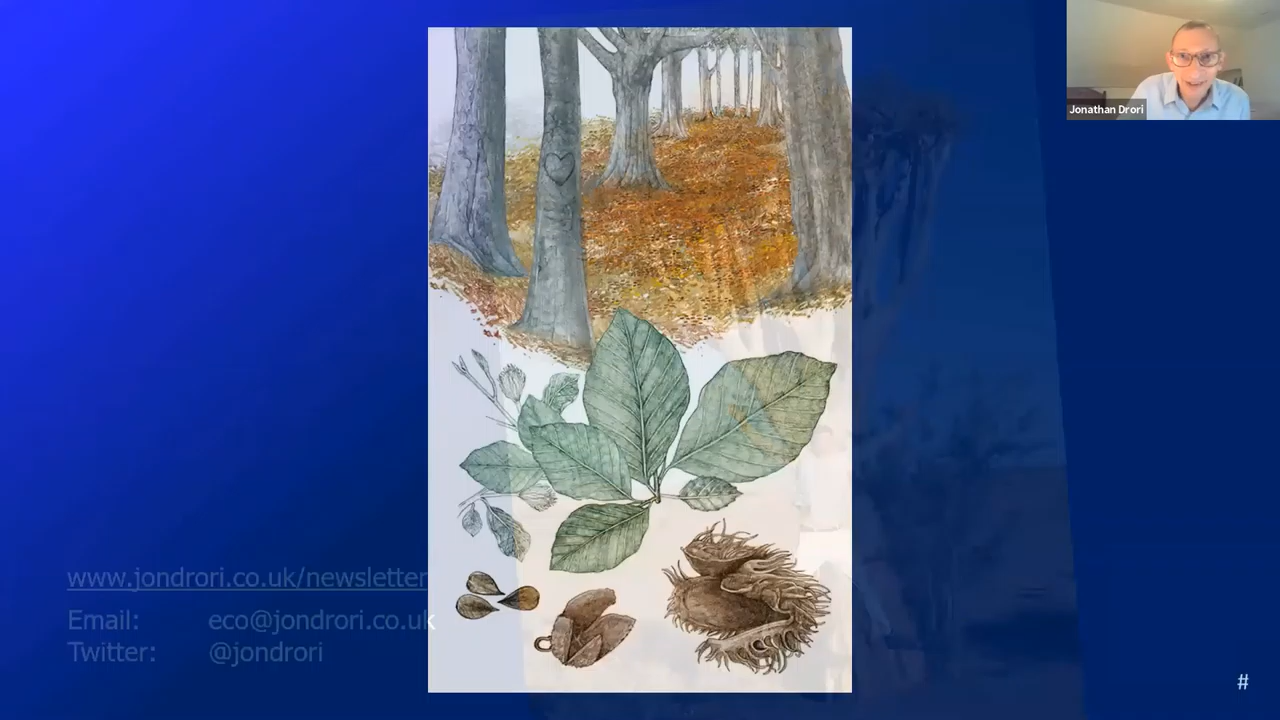 Jonathan Drori
www.jondrori.co.uk/newsletter
Email: eco@jondrori.co.uk
Twitter: @jondrori
#